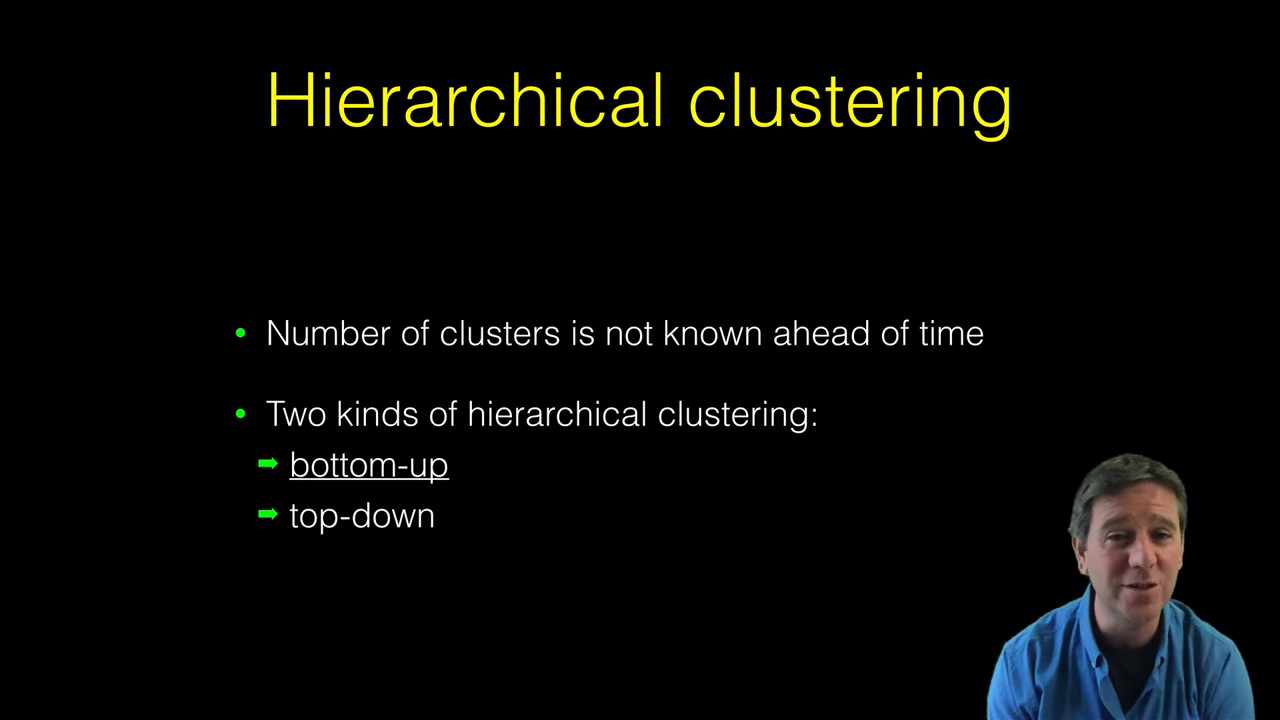 Hierarchical clustering
• Number of clusters is not known ahead of time
• Two kinds of hierarchical clustering:
➡ bottom-up
➡ top-down